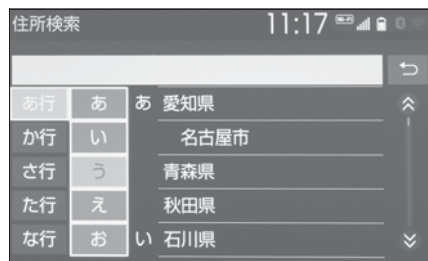 住所検索 11:17 Wi-Fi
あ行 あ あ 愛知県
か行 い 名古屋市
さ行 う 青森県
た行 え 秋田県
な行 お い 石川県